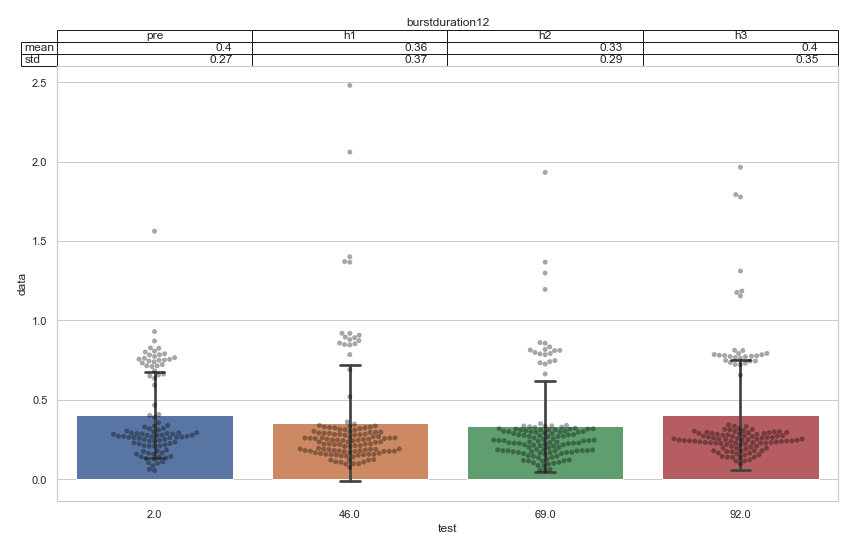 burstduration12
pre h1 h2 h3
mean 0.4 0.36 0.33 0.4
std 0.27 0.37 0.29 0.35
2.5
2.0
1.5
1.0
0.5
0.0
data
2.0 46.0 69.0 92.0
test